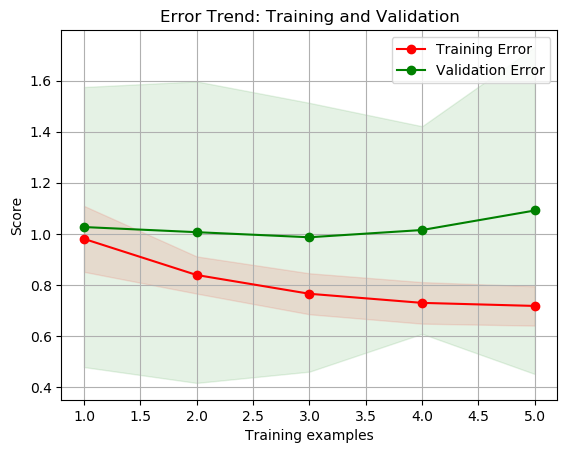 Error Trend: Training and Validation
Training Error
Validation Error
Score
1.6
1.4
1.2
1.0
0.8
0.6
0.4
1.0 1.5 2.0 2.5 3.0 3.5 4.0 4.5 5.0
Training examples